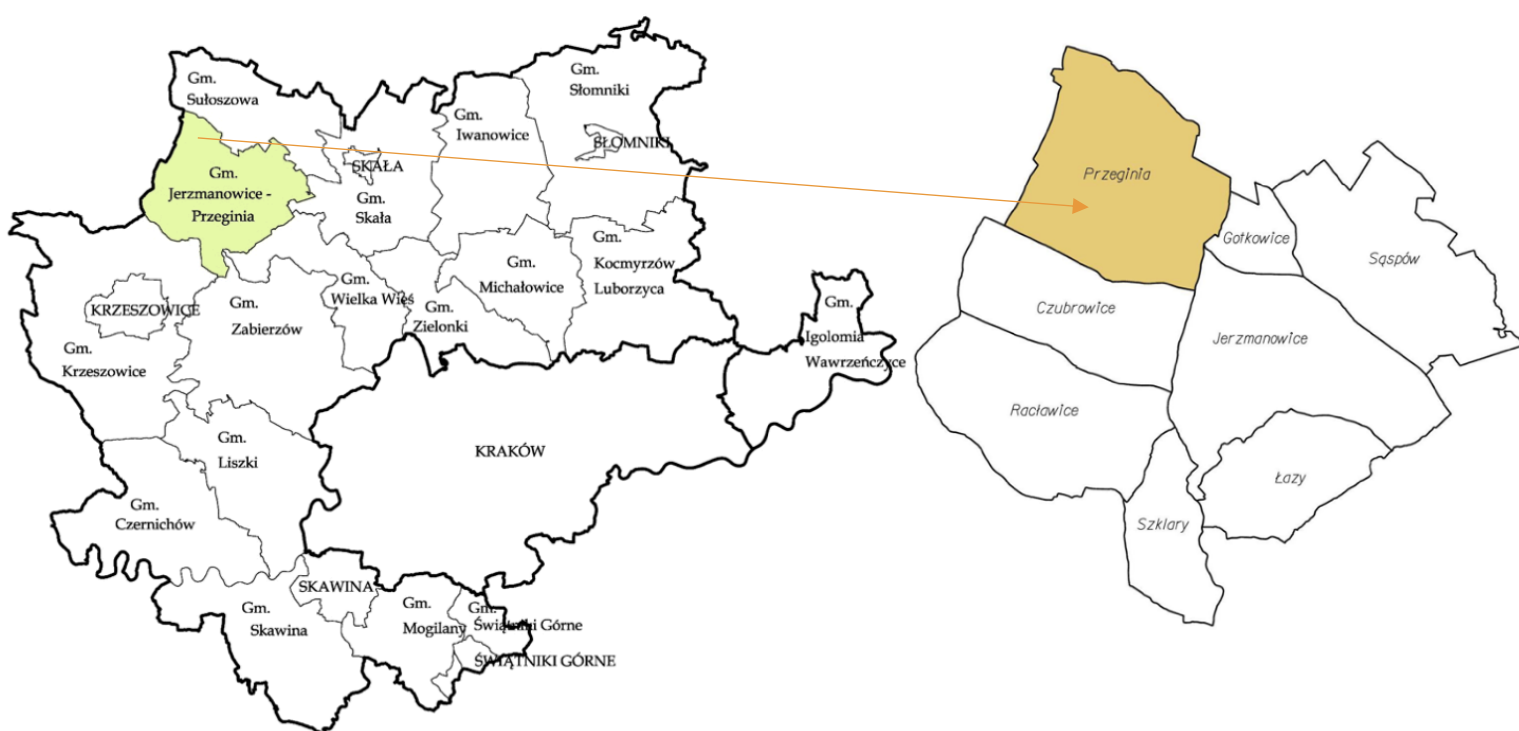 Gm.
Sułoszowa
Gm.
Słomniki
Gm.
Iwanowice
SŁOMNIKI
SKAŁA
Gm.
Jerzmanowice -
Przeginia
Gm.
Skała
Gm.
Kocmyrzów
Luborzyca
Gm.
Michałowice
Gm.
Wielka Wieś
KRZESZOWICE
Gm.
Zabierzów
Gm.
Zielonki
Gm.
Igolomia
Wawrzeńczyce
Gm.
Krzeszowice
Gm.
Liszki
KRAKÓW
Gm.
Czernichów
SKAWINA
Gm.
Skawina
Gm.
Mogilany
Gm.
Świątniki Górne
ŚWIĄTNIKI GÓRNE
Przeginia
Gotkowice
Sąspów
Czubrowice
Jerzmanowice
Racławice
Łazy
Szklary